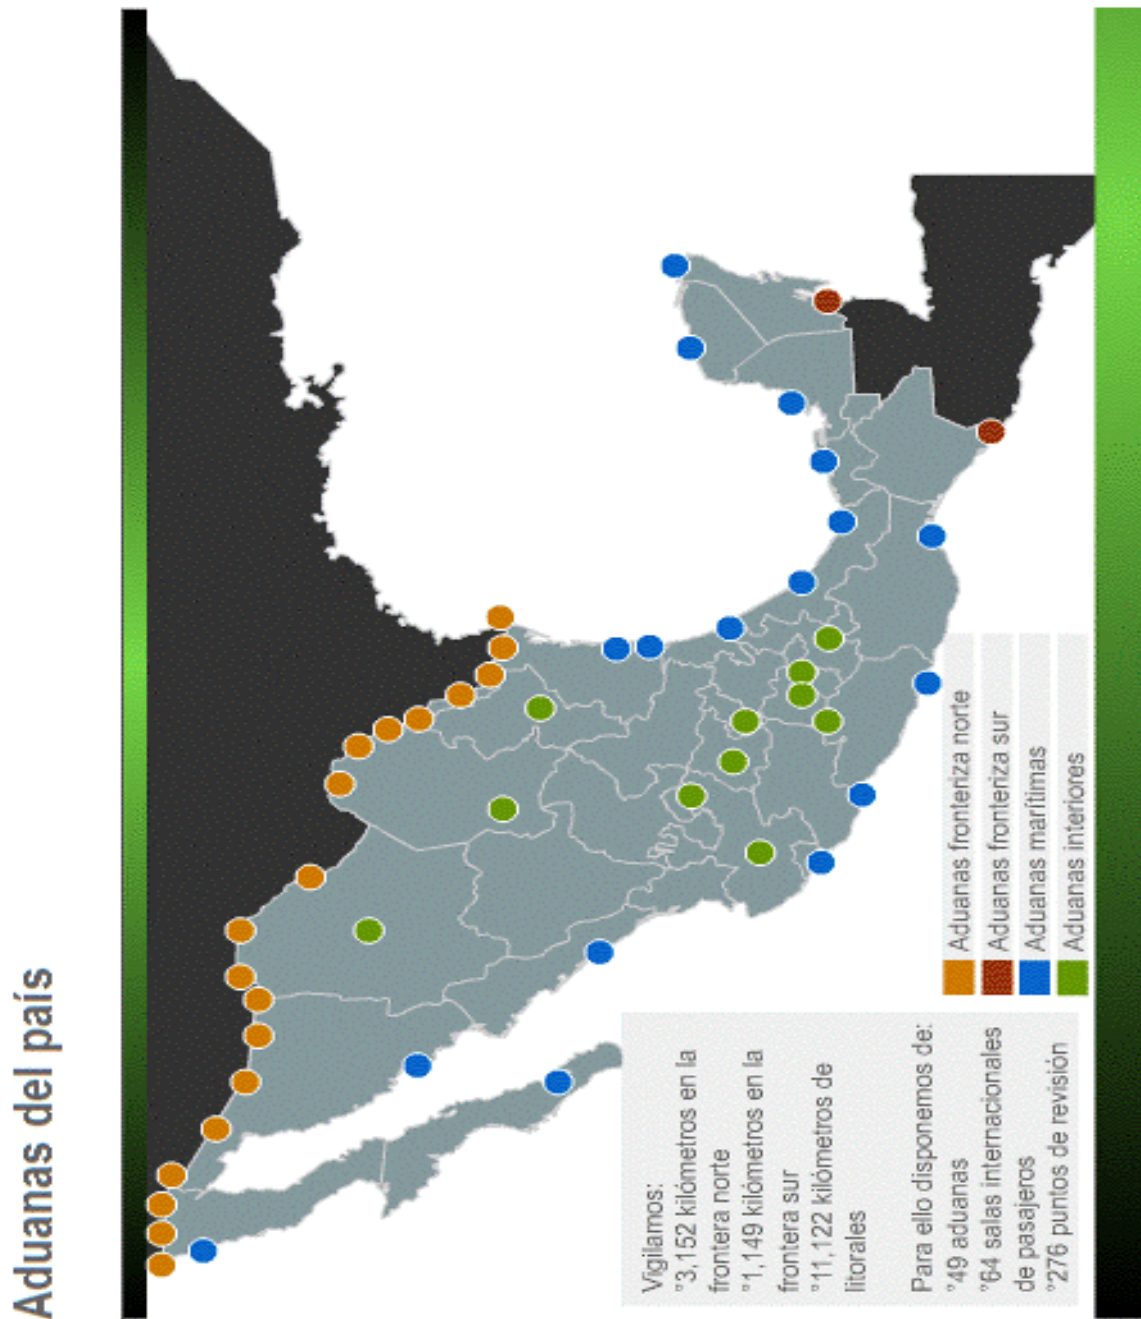 Aduanas del país
Vigilamos:
°3,152 kilómetros en la
frontera norte
°1,149 kilómetros en la
frontera sur
°11,122 kilómetros de
litorales
Para ello disponemos de:
°49 aduanas
°64 salas internacionales
de pasajeros
°276 puntos de revisión
Aduanas fronteriza norte
Aduanas fronteriza sur
Aduanas marítimas
Aduanas interiores